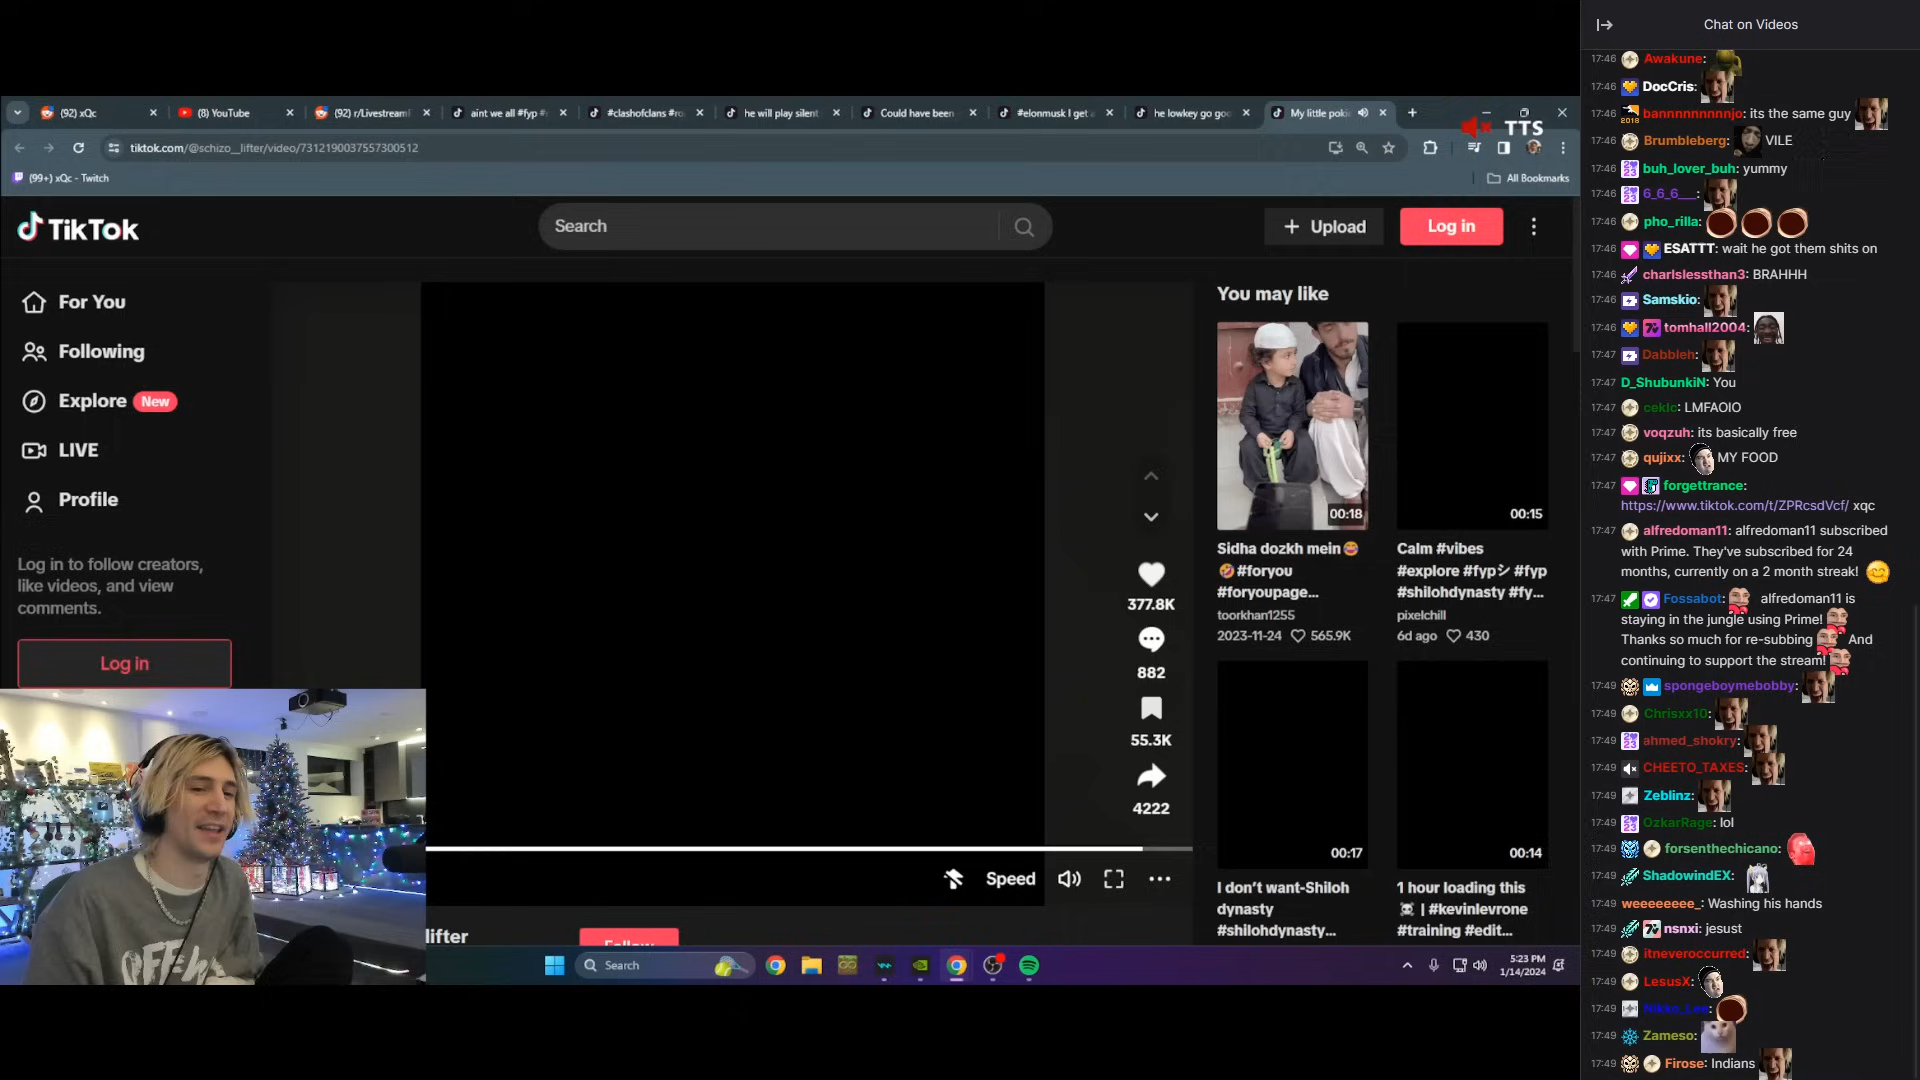 Chat on Videos
(92) xQc
(8) YouTube
(92) r/Livestreamf
aint we all #fyp #
#clashofclans #ro
he will play silent
Could have been
#elonmusk I get a
he lowkey go go
My little poki
TTS
tiktok.com/@schizo__lifter/video/7312190037557300512
(99+) xQc - Twitch
All Bookmarks
TikTok
Search
Upload
Log in
For You
Following
Explore New
LIVE
Profile
Log in to follow creators,
like videos, and view
comments.
Log in
377.8K
882
55.3K
4222
Speed
lifter
Follow
You may like
00:18
Sidha dozkh mein😂
🤣#foryou
#foryoupage...
toorkhan1255
2023-11-24 565.9K
00:15
Calm #vibes
#explore #fypシ #fyp
#shilohdynasty #fy...
pixelchill
6d ago 430
00:17
I don't want-Shiloh
dynasty
#shilohdynasty...
00:14
1 hour loading this
☠️ | #kevinlevrone
#training #edit...
Search
5:23 PM
1/14/2024
17:46 Awakune:
17:46 DocCris:
17:46 bannnnnnnnnjo: its the same guy
17:46 Brumbleberg: VILE
17:46 buh_lover_buh: yummy
17:46 6_6_6___:
17:46 pho_rilla:
17:46 ESATTT: wait he got them shits on
17:46 charlslessthan3: BRAHHH
17:46 Samskio:
17:46 tomhall2004:
17:47 Dabbleh:
17:47 D_ShubunkiN: You
17:47 ceklc: LMFAOIO
17:47 voqzuh: its basically free
17:47 qujixx: MY FOOD
17:47 forgettrance:
https://www.tiktok.com/t/ZPRcsdVcf/ xqc
17:47 alfredoman11: alfredoman11 subscribed
with Prime. They've subscribed for 24
months, currently on a 2 month streak!
17:47 Fossabot: alfredoman11 is
staying in the jungle using Prime!
Thanks so much for re-subbing And
continuing to support the stream!
17:49 spongeboymebobby:
17:49 Chrisxx10:
17:49 ahmed_shokry:
17:49 CHEETO_TAXES:
17:49 Zeblinz:
17:49 OzkarRage: lol
17:49 forsenthechicano:
17:49 ShadowindEX:
17:49 weeeeeeee_: Washing his hands
17:49 nsnxi: jesust
17:49 itneveroccurred:
17:49 LesusX:
17:49 Nikko_Lee:
17:49 Zameso:
17:49 Firose: Indians